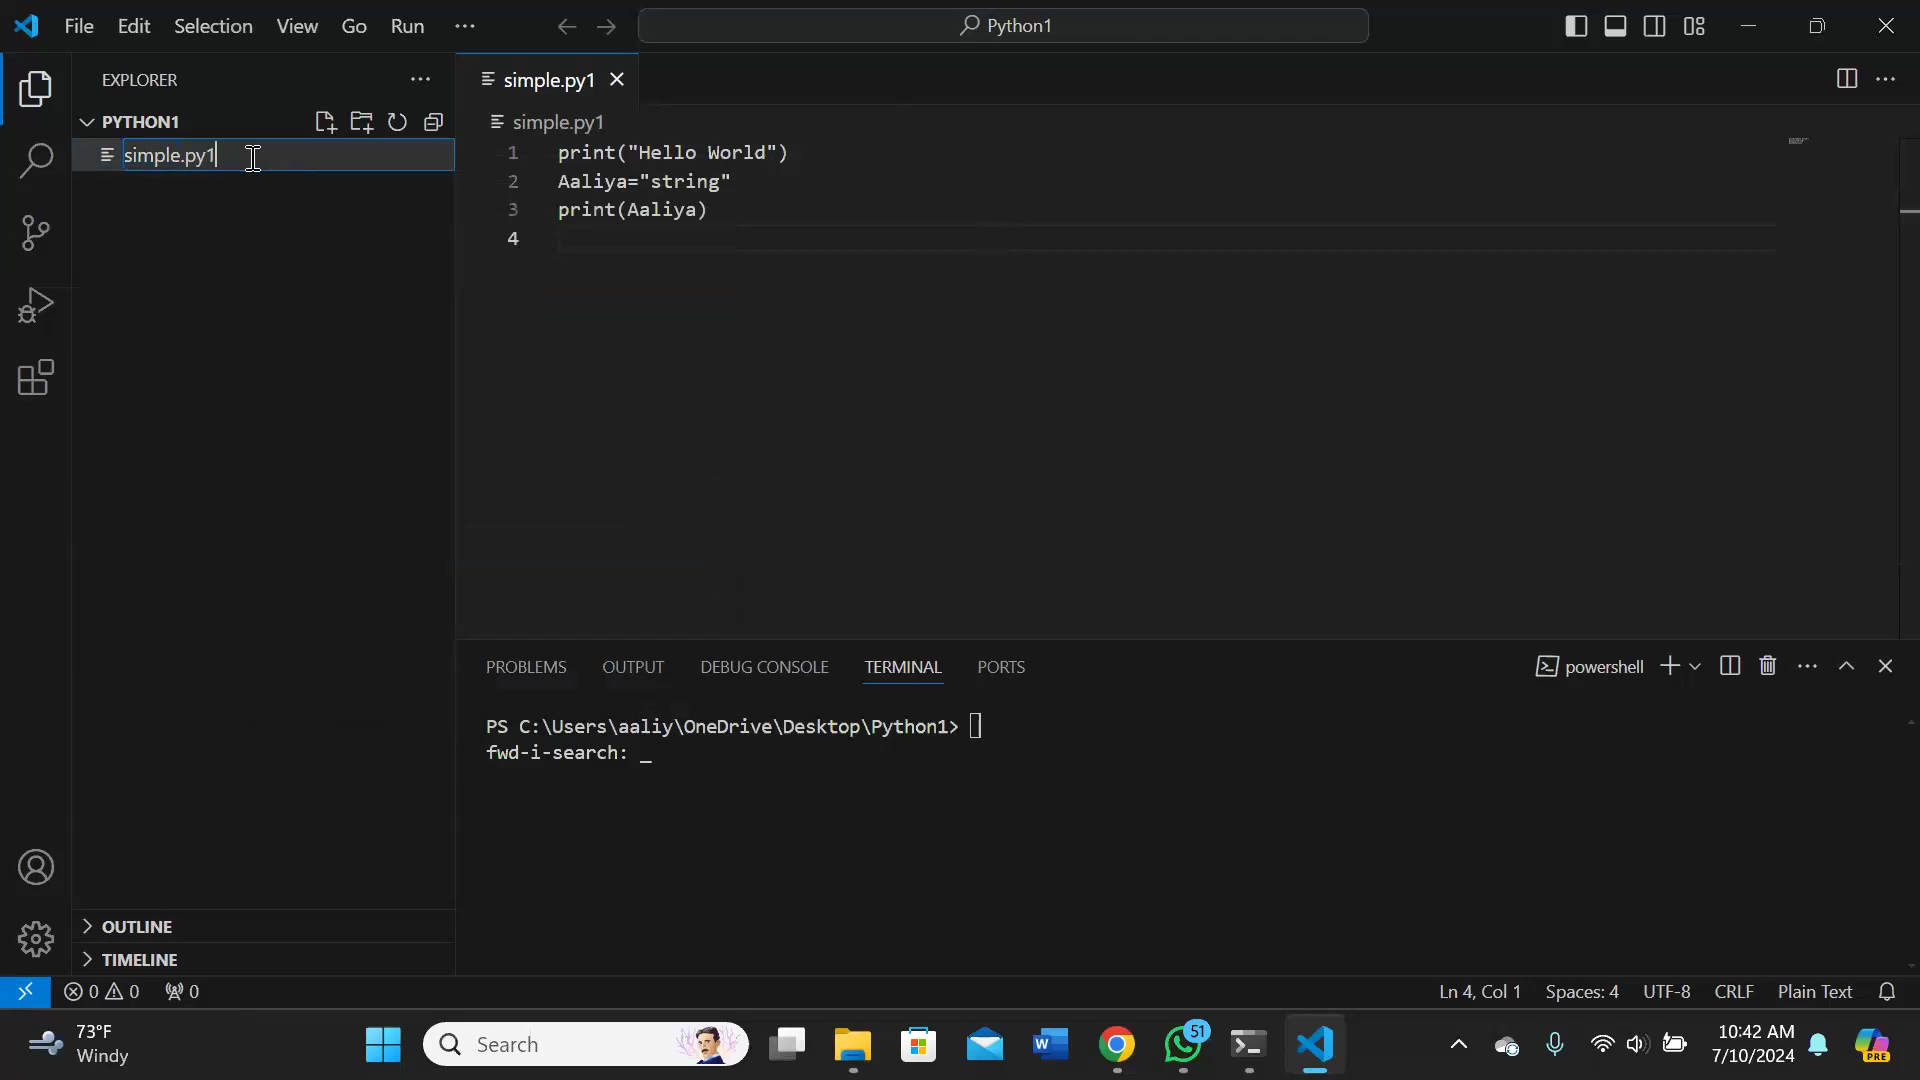 File Edit Selection View Go Run ··· Python1
EXPLORER ···
simple.py1
PYTHON1
simple.py1
simple.py1
1 print("Hello World")
2 Aaliya="string"
3 print(Aaliya)
4
PROBLEMS OUTPUT DEBUG CONSOLE TERMINAL PORTS
powershell
PS C:\Users\aaliy\OneDrive\Desktop\Python1>
fwd-i-search: _
OUTLINE
TIMELINE
0 0 0
Ln 4, Col 1 Spaces: 4 UTF-8 CRLF Plain Text
73°F
Windy
Search
51
10:42 AM
7/10/2024
PRE